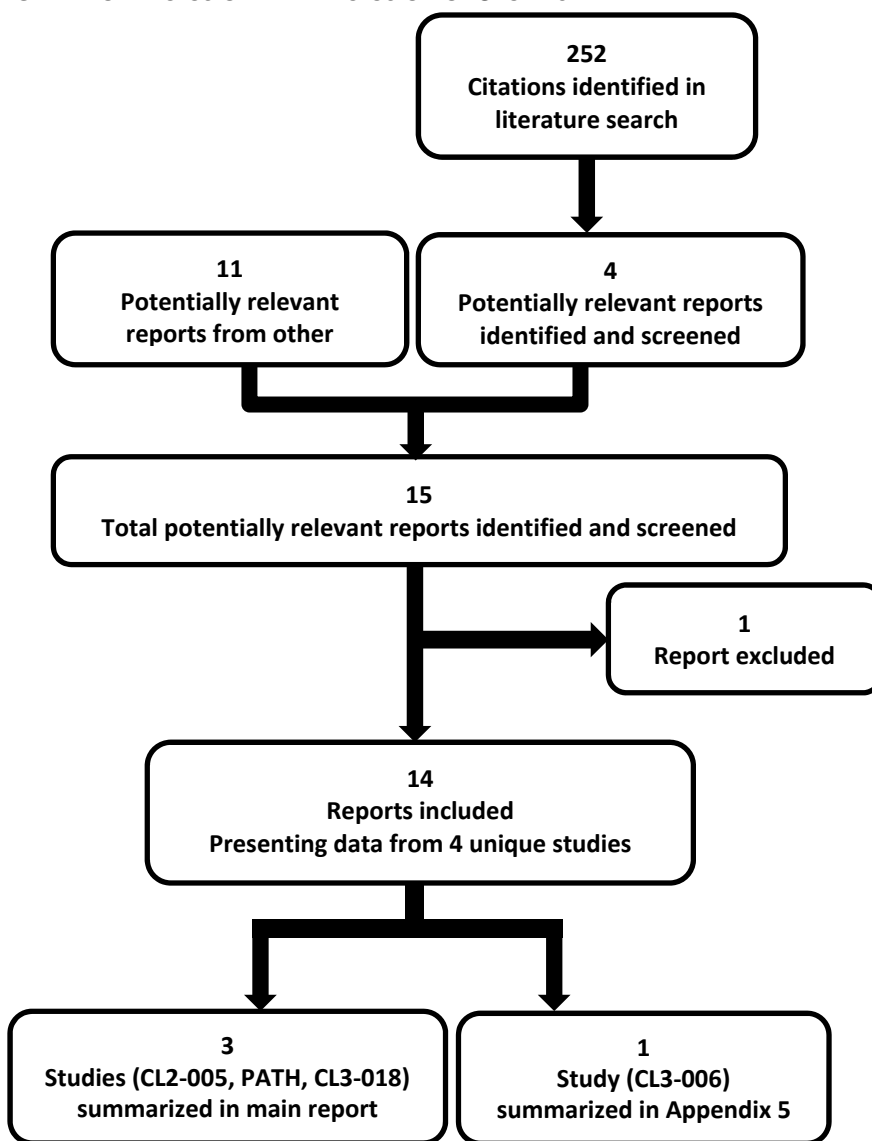 252
Citations identified in
literature search
11
Potentially relevant
reports from other
4
Potentially relevant reports
identified and screened
15
Total potentially relevant reports identified and screened
1
Report excluded
14
Reports included
Presenting data from 4 unique studies
3
Studies (CL2-005, PATH, CL3-018)
summarized in main report
1
Study (CL3-006)
summarized in Appendix 5